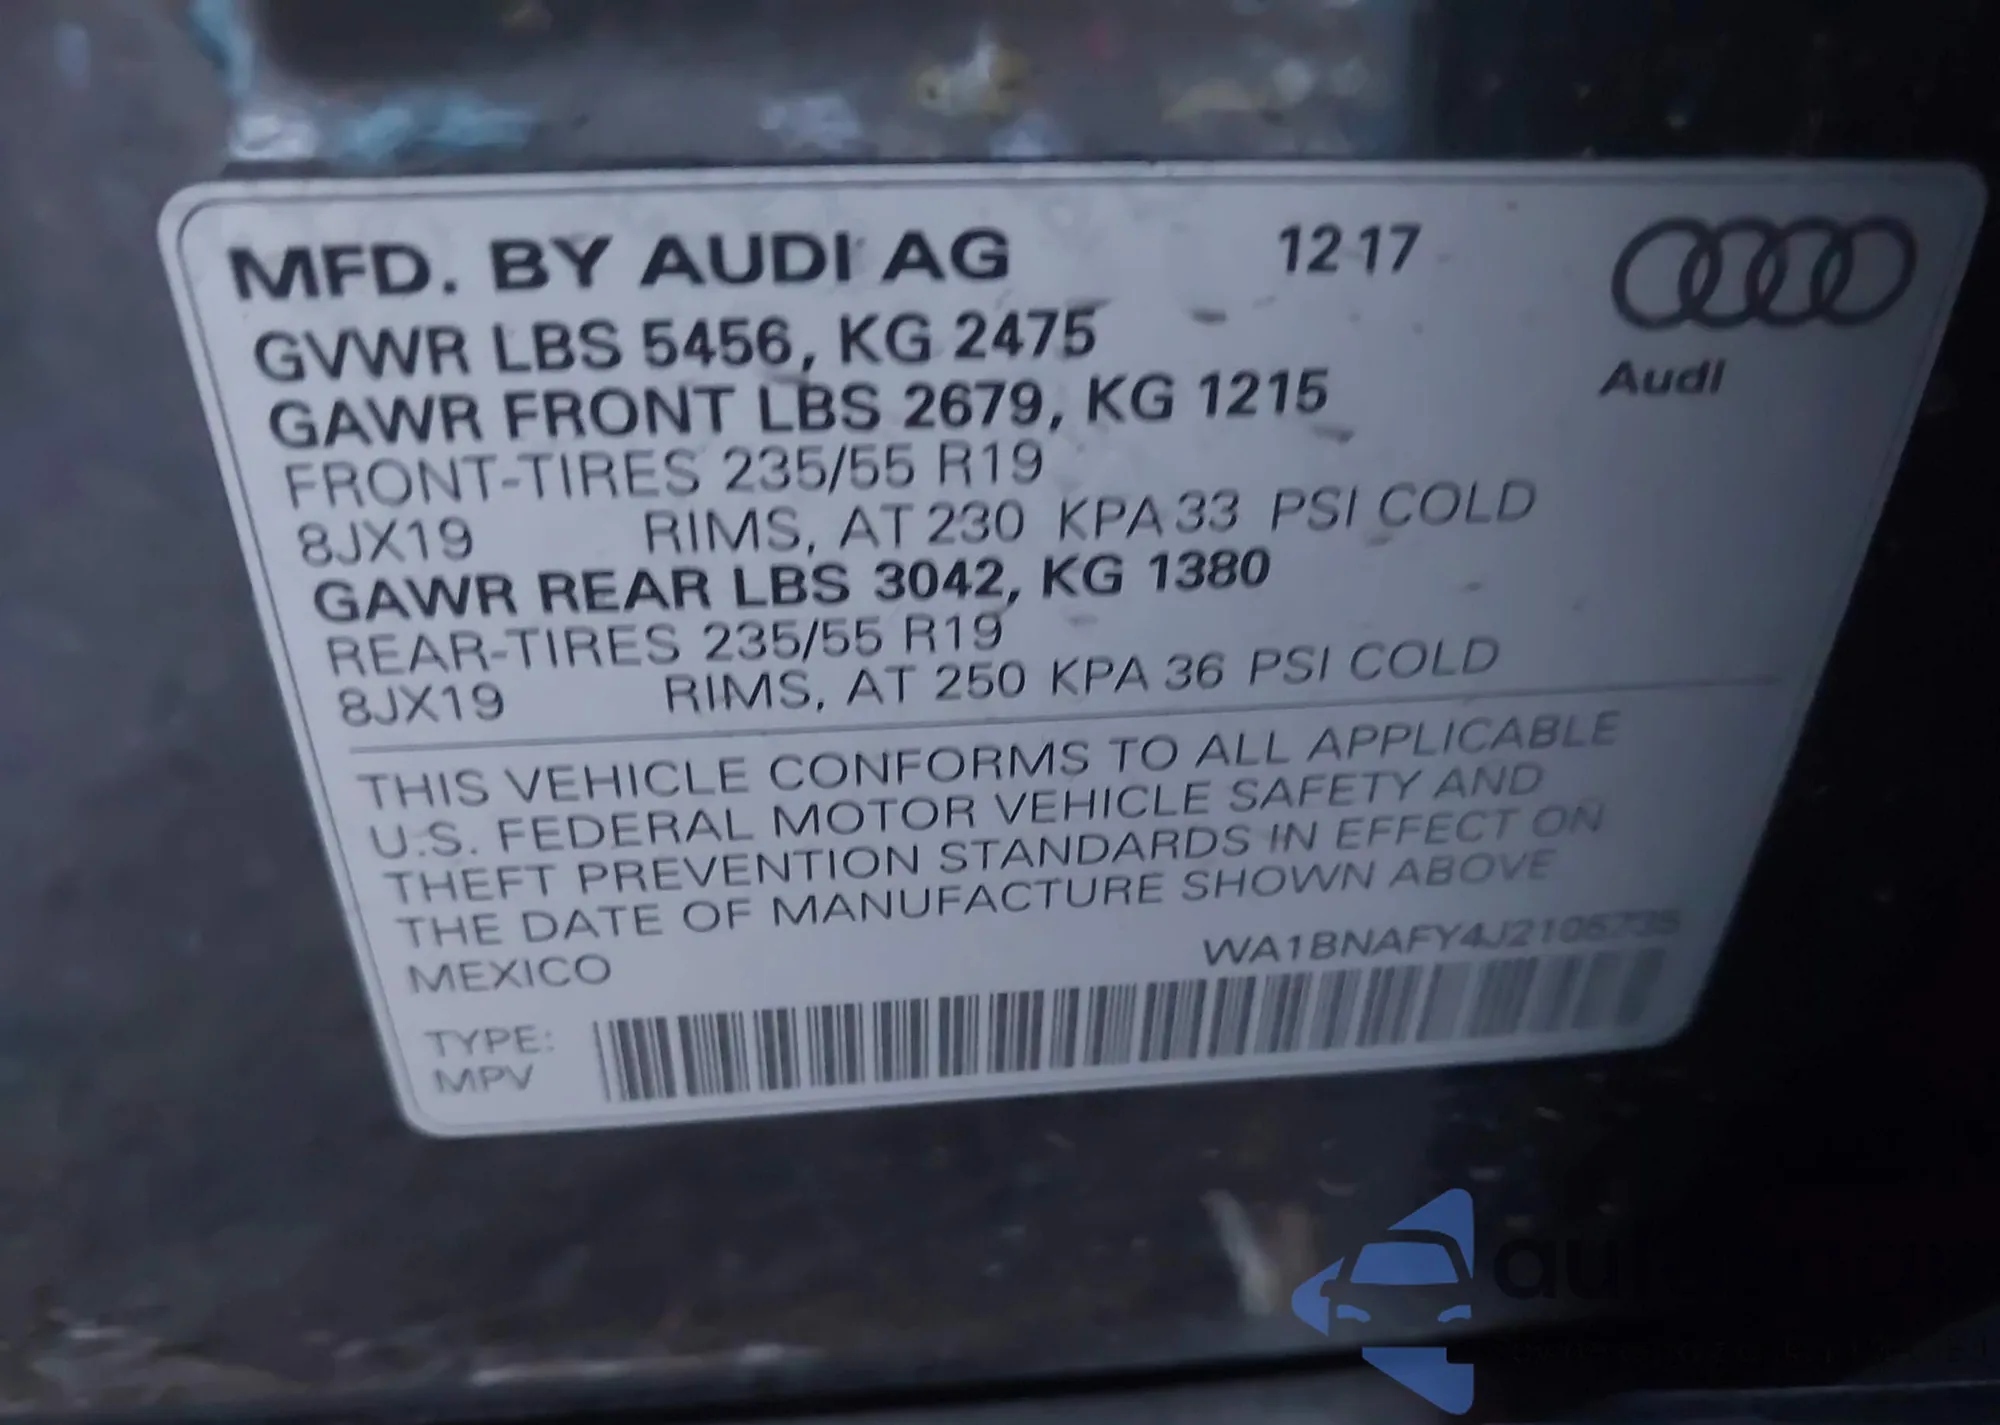 MFD. BY AUDI AG 12 17
GVWR LBS 5456, KG 2475
Audi
GAWR FRONT LBS 2679, KG 1215
FRONT-TIRES 235/55 R19
8JX19 RIMS, AT 230 KPA 33 PSI COLD
GAWR REAR LBS 3042, KG 1380
REAR-TIRES 235/55 R19
8JX19 RIMS, AT 250 KPA 36 PSI COLD
THIS VEHICLE CONFORMS TO ALL APPLICABLE
U.S. FEDERAL MOTOR VEHICLE SAFETY AND
THEFT PREVENTION STANDARDS IN EFFECT ON
THE DATE OF MANUFACTURE SHOWN ABOVE
MEXICO WA1BNAFY4J2105735
TYPE:
MPV